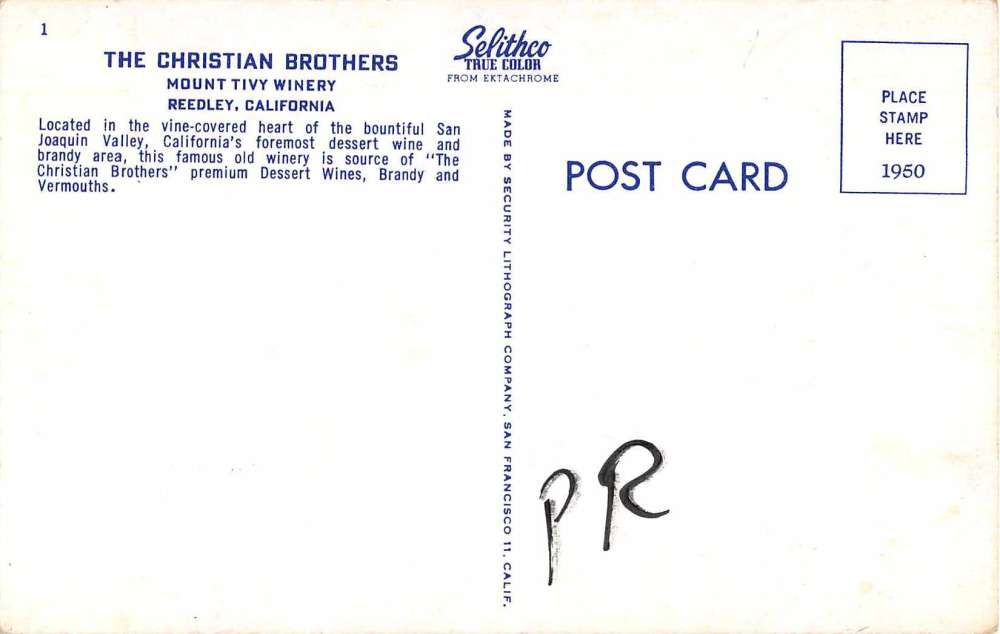 1
THE CHRISTIAN BROTHERS
MOUNT TIVY WINERY
REEDLEY, CALIFORNIA
Located in the vine-covered heart of the bountiful San
Joaquin Valley, California's foremost dessert wine and
brandy area, this famous old winery is source of "The
Christian Brothers" premium Dessert Wines, Brandy and
Vermouths.
Selithco
TRUE COLOR
FROM EKTACHROME
MADE BY SECURITY LITHOGRAPH COMPANY, SAN FRANCISCO 11, CALIF.
POST CARD
PLACE
STAMP
HERE
1950
PR